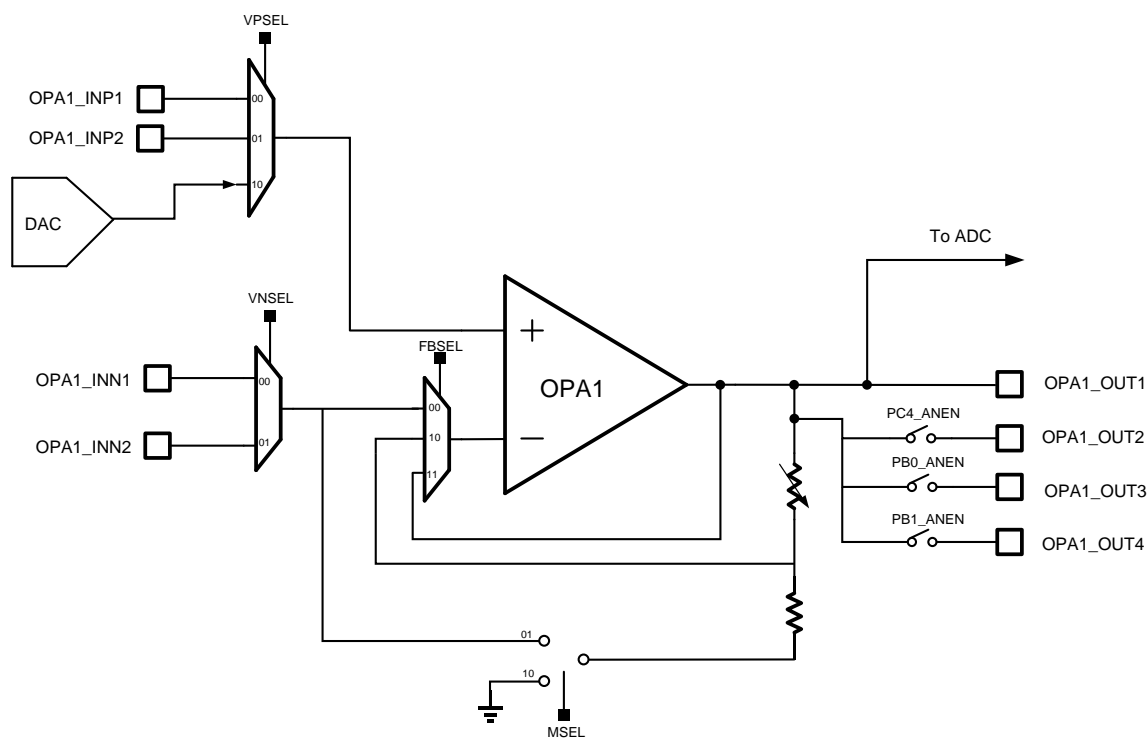 VPSEL
OPA1_INP1
00
OPA1_INP2
01
10
DAC
To ADC
VNSEL
OPA1_INN1
00
OPA1_INN2
01
FBSEL
00
10
11
+
OPA1
−
OPA1_OUT1
PC4_ANEN
OPA1_OUT2
PB0_ANEN
OPA1_OUT3
PB1_ANEN
OPA1_OUT4
01
10
MSEL